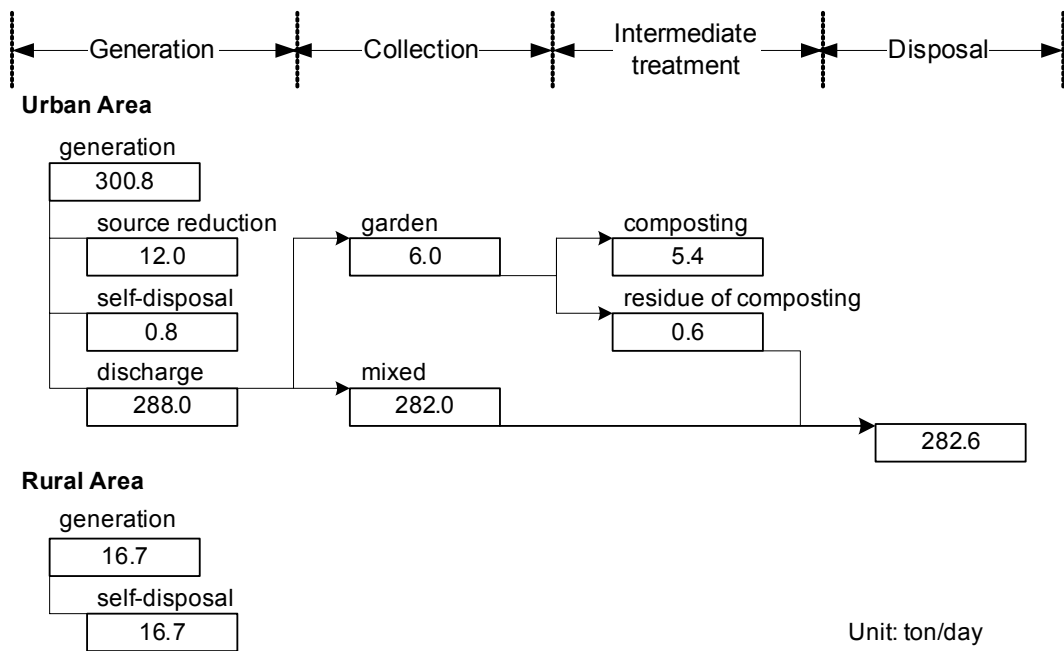 Generation
Collection
Intermediate
treatment
Disposal
Urban Area
generation
300.8
source reduction
12.0
garden
6.0
composting
5.4
self-disposal
0.8
residue of composting
0.6
discharge
288.0
mixed
282.0
282.6
Rural Area
generation
16.7
self-disposal
16.7
Unit: ton/day